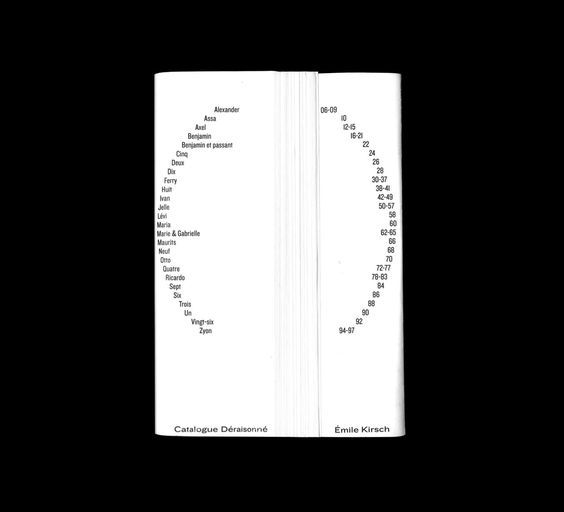 Alexander 06-09
Assa 10
Axel 12-15
Benjamin 16-21
Benjamin et passant 22
Cinq 24
Deux 26
Dix 28
Ferry 30-37
Huit 38-41
Ivan 42-49
Jelle 50-57
Lévi 58
Maria 60
Marie & Gabrielle 62-65
Maurits 66
Neuf 68
Otto 70
Quatre 72-77
Ricardo 78-83
Sept 84
Six 86
Trois 88
Un 90
Vingt-six 92
Zyon 94-97
Catalogue Déraisonné Émile Kirsch